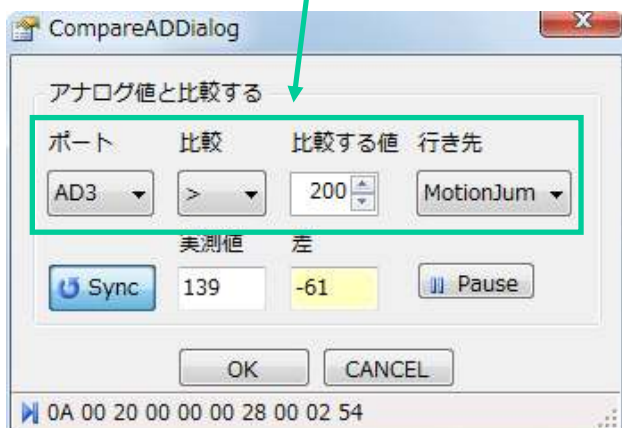 CompareADDialog
アナログ値と比較する
ポート 比較 比較する値 行き先
AD3 > 200 MotionJum
実測値 差
Sync 139 -61 Pause
OK CANCEL
0A 00 20 00 00 00 28 00 02 54